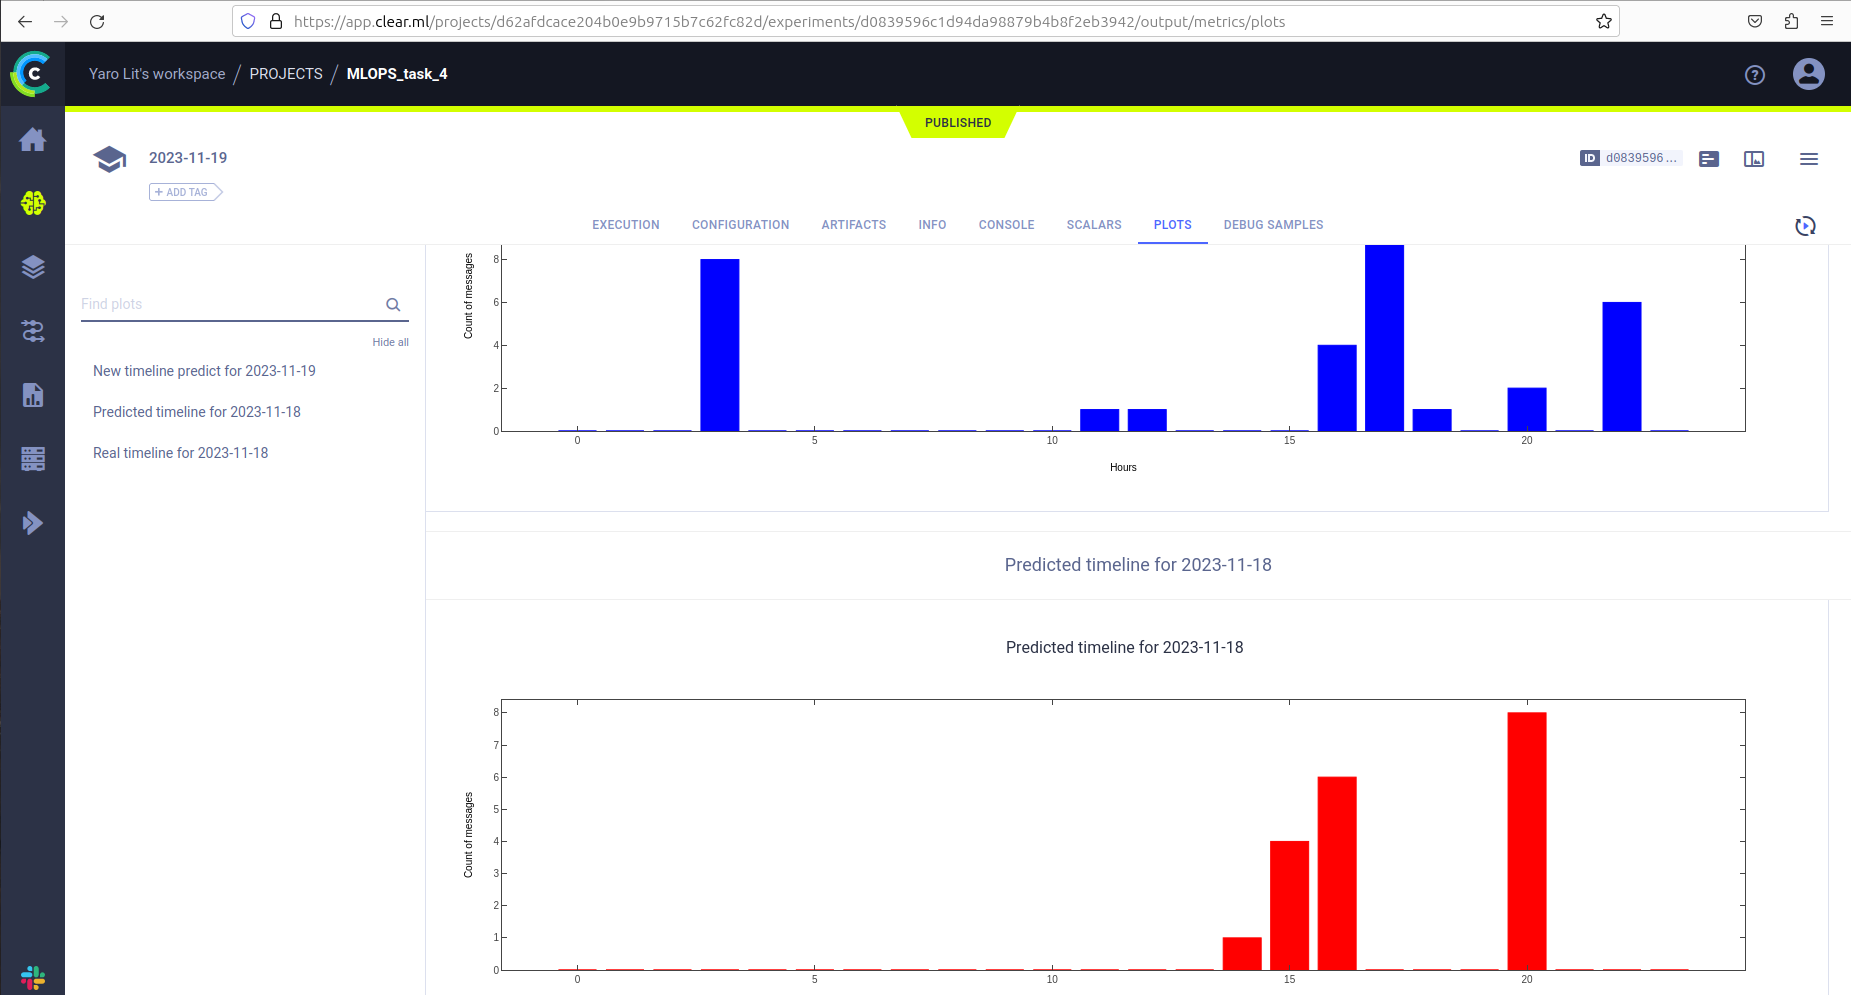 https://app.clear.ml/projects/d62afdcace204b0e9b9715b7c62fc82d/experiments/d0839596c1d94da98879b4b8f2eb3942/output/metrics/plots
Yaro Lit's workspace / PROJECTS / MLOPS_task_4
PUBLISHED
2023-11-19
ID d0839596...
+ ADD TAG
EXECUTION CONFIGURATION ARTIFACTS INFO CONSOLE SCALARS PLOTS DEBUG SAMPLES
Find plots
Hide all
New timeline predict for 2023-11-19
Predicted timeline for 2023-11-18
Real timeline for 2023-11-18
Count of messages
8
6
4
2
0
0 5 10 15 20
Hours
Predicted timeline for 2023-11-18
Predicted timeline for 2023-11-18
Count of messages
8
7
6
5
4
3
2
1
0
0 5 10 15 20